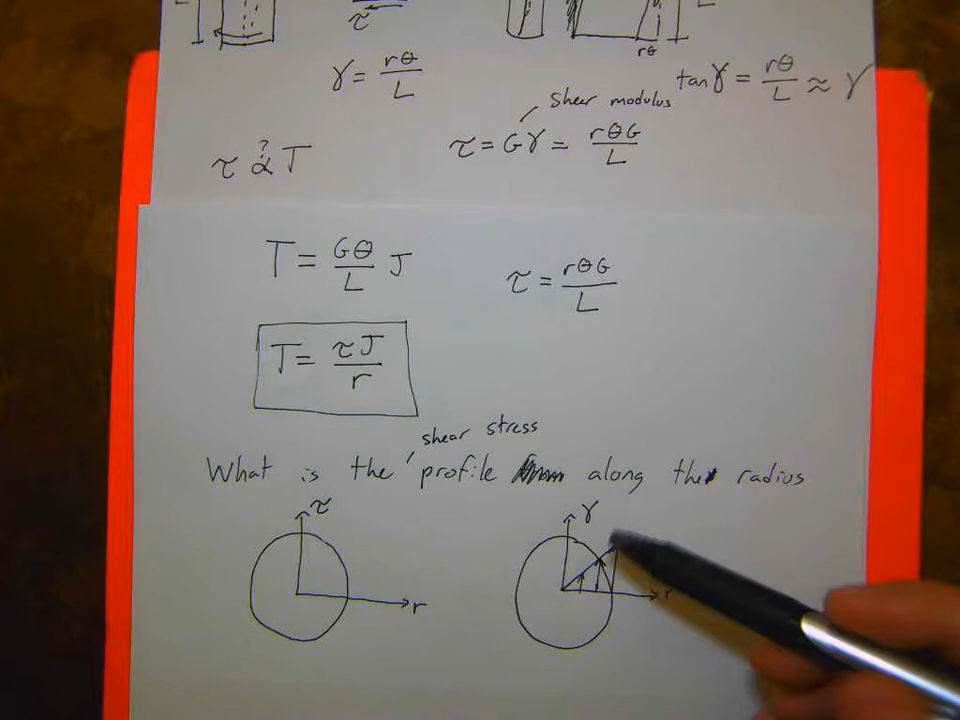 L τ rθ L
γ = rθ/L tanγ = rθ/L ≈ γ
shear modulus
τ ∝? T τ = Gγ = rθG/L
T = Gθ/L J τ = rθG/L
T = τJ/r
shear stress
What is the profile along the radius
τ γ
r r